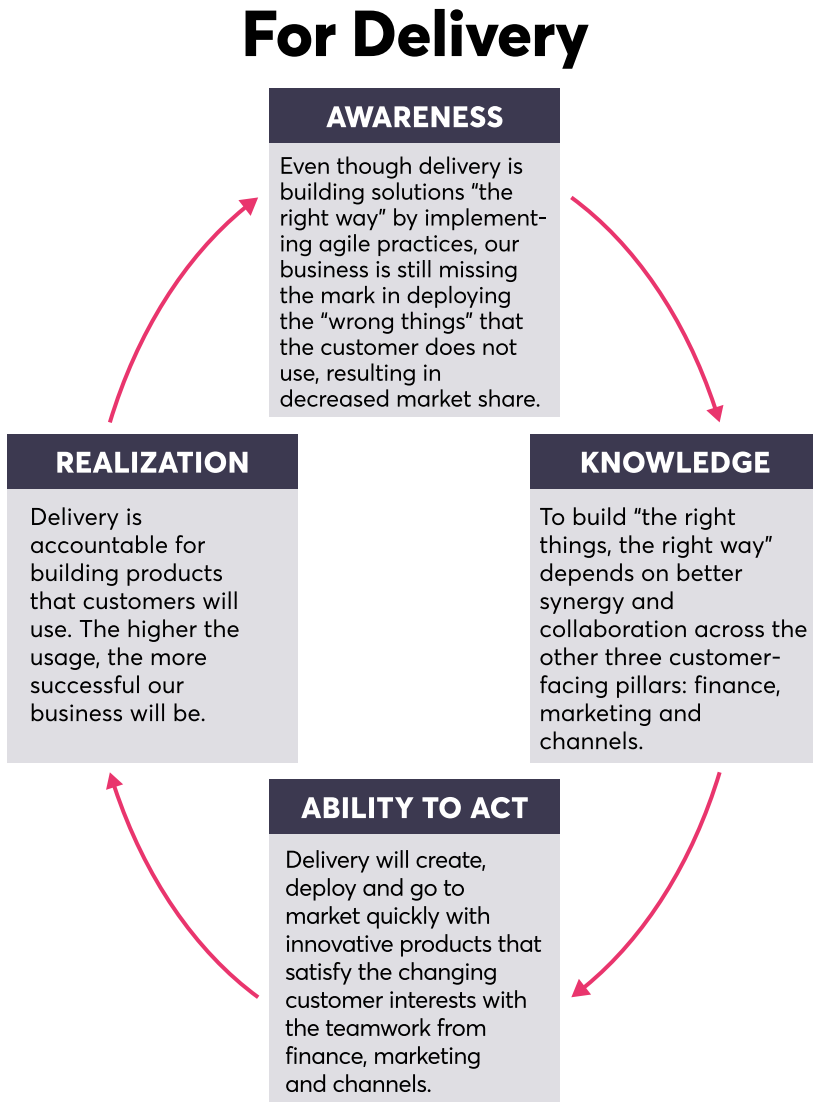 For Delivery
AWARENESS
Even though delivery is
building solutions “the
right way” by implement-
ing agile practices, our
business is still missing
the mark in deploying
the “wrong things” that
the customer does not
use, resulting in
decreased market share.
KNOWLEDGE
To build “the right
things, the right way”
depends on better
synergy and
collaboration across the
other three customer-
facing pillars: finance,
marketing and
channels.
ABILITY TO ACT
Delivery will create,
deploy and go to
market quickly with
innovative products that
satisfy the changing
customer interests with
the teamwork from
finance, marketing
and channels.
REALIZATION
Delivery is
accountable for
building products
that customers will
use. The higher the
usage, the more
successful our
business will be.